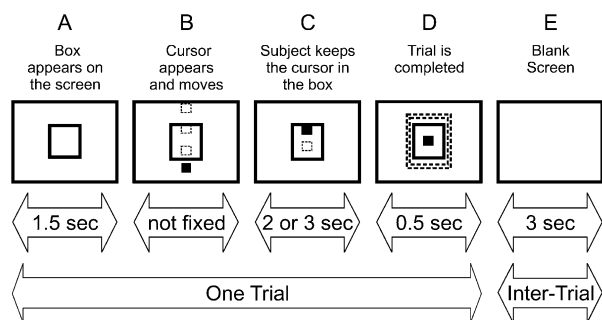 A
B
C
D
E
Box
appears on
the screen
Cursor
appears
and moves
Subject keeps
the cursor in
the box
Trial is
completed
Blank
Screen
1.5 sec
not fixed
2 or 3 sec
0.5 sec
3 sec
One Trial
Inter-Trial